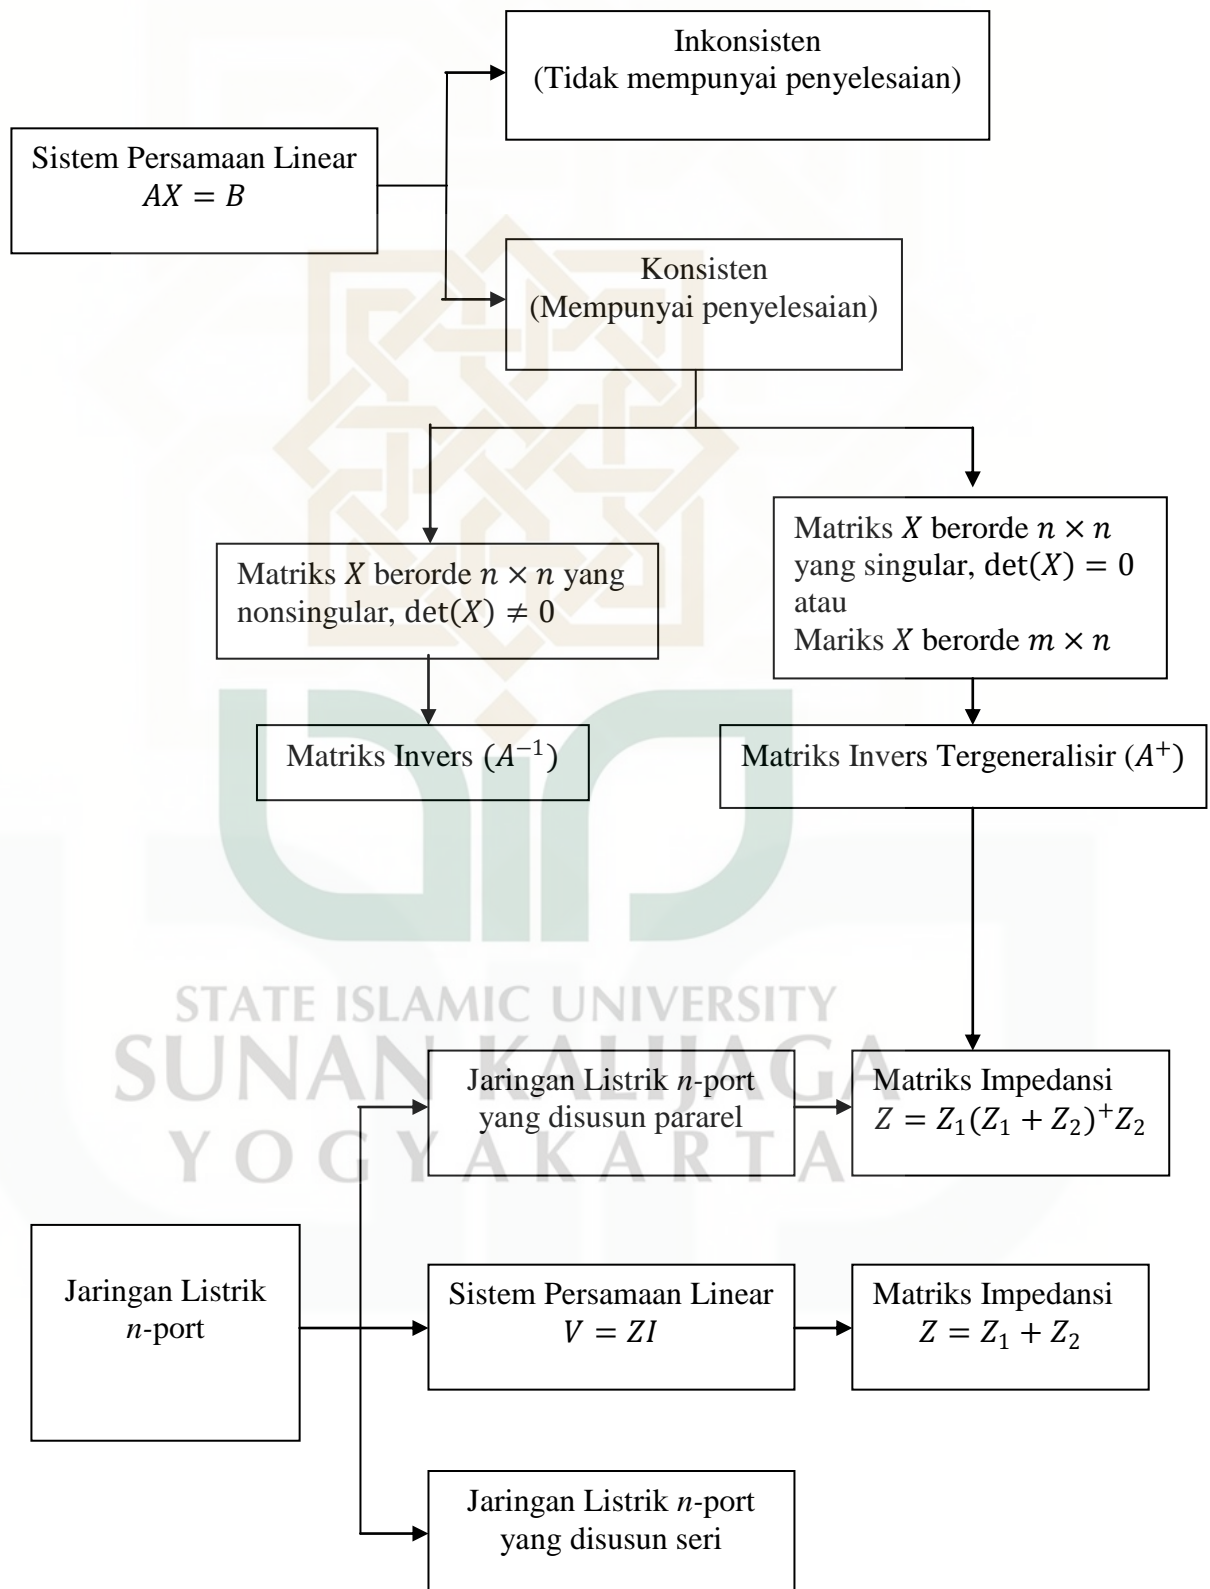 Inkonsisten
(Tidak mempunyai penyelesaian)
Sistem Persamaan Linear
AX = B
Konsisten
(Mempunyai penyelesaian)
Matriks X berorde n × n yang
nonsingular, det(X) ≠ 0
Matriks X berorde n × n
yang singular, det(X) = 0
atau
Mariks X berorde m × n
Matriks Invers (A⁻¹)
Matriks Invers Tergeneralisir (A⁺)
STATE ISLAMIC UNIVERSITY
SUNAN KALIJAGA
YOGYAKARTA
Jaringan Listrik n-port
yang disusun pararel
Matriks Impedansi
Z = Z₁(Z₁ + Z₂)⁺Z₂
Jaringan Listrik
n-port
Sistem Persamaan Linear
V = ZI
Matriks Impedansi
Z = Z₁ + Z₂
Jaringan Listrik n-port
yang disusun seri